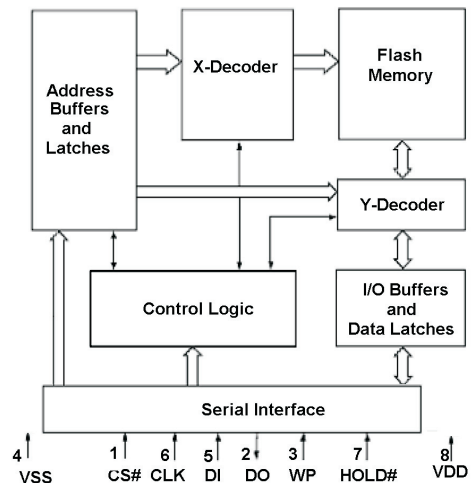 Address
Buffers
and
Latches
X-Decoder
Flash
Memory
Y-Decoder
Control Logic
I/O Buffers
and
Data Latches
Serial Interface
4 1 6 5 2 3 7 8
VSS CS# CLK DI DO WP HOLD# VDD